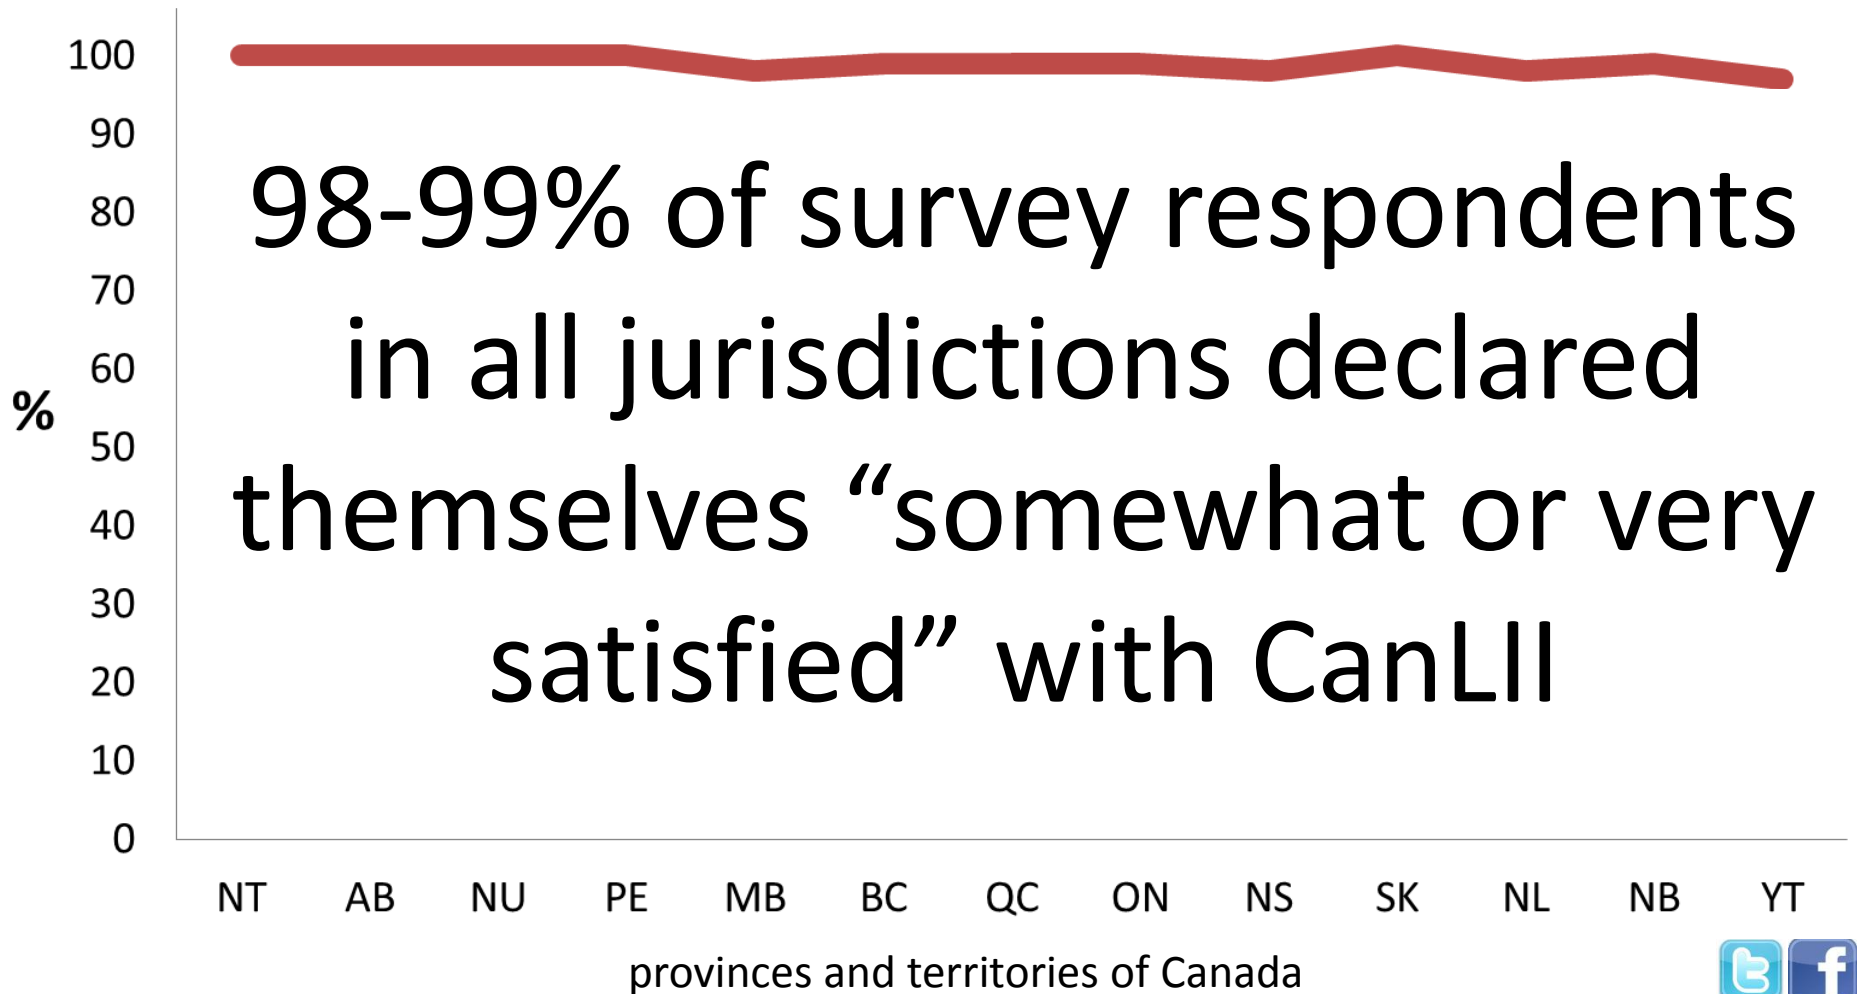 100
90
80
70
60
50
40
30
20
10
0
%
98-99% of survey respondents
in all jurisdictions declared
themselves “somewhat or very
satisfied” with CanLII
NT AB NU PE MB BC QC ON NS SK NL NB YT
provinces and territories of Canada